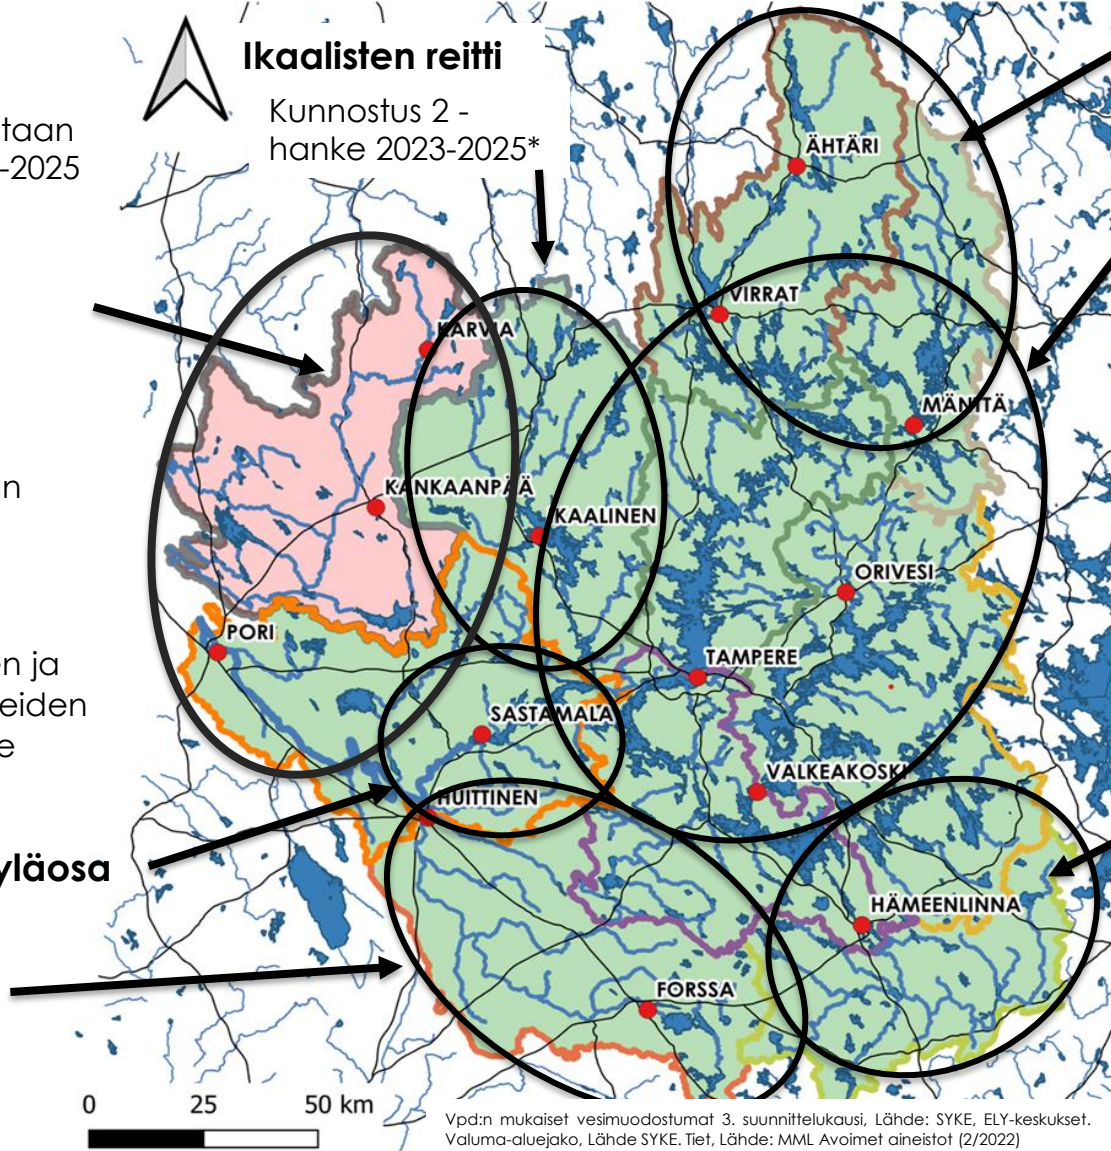 Ikaalisten reitti
Kunnostus 2 -
hanke 2023-2025*
taan
-2025
ÄHTÄRI
VIRRAT
KARVIA
MÄNTTÄ
n
KANKAANPÄÄ
KAALINEN
ORIVESI
PORI
en ja
eiden
e
TAMPERE
SASTAMALA
VALKEAKOSKI
HUITTINEN
yläosa
HÄMEENLINNA
FORSSA
0 25 50 km
Vpd:n mukaiset vesimuodostumat 3. suunnittelukausi, Lähde: SYKE, ELY-keskukset.
Valuma-aluejako, Lähde SYKE. Tiet, Lähde: MML Avoimet aineistot (2/2022)